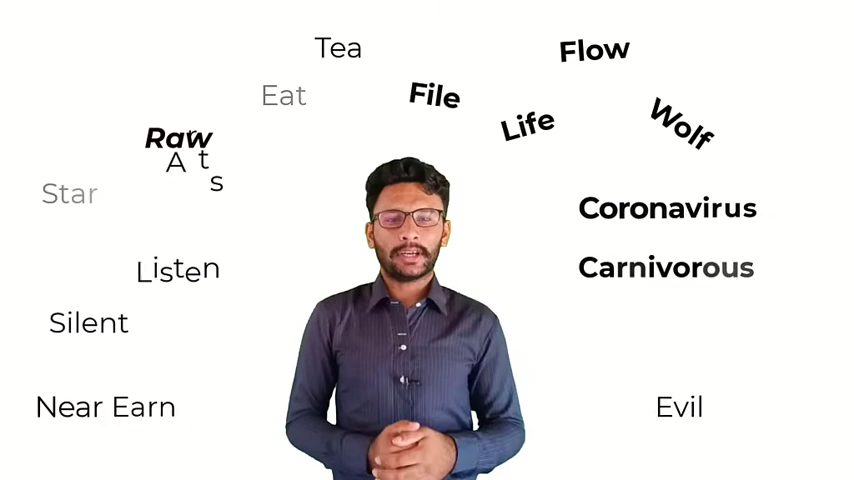 Tea
Flow
Eat
File
Life
Wolf
Raw
Star
Coronavirus
Listen
Carnivorous
Silent
Near Earn
Evil